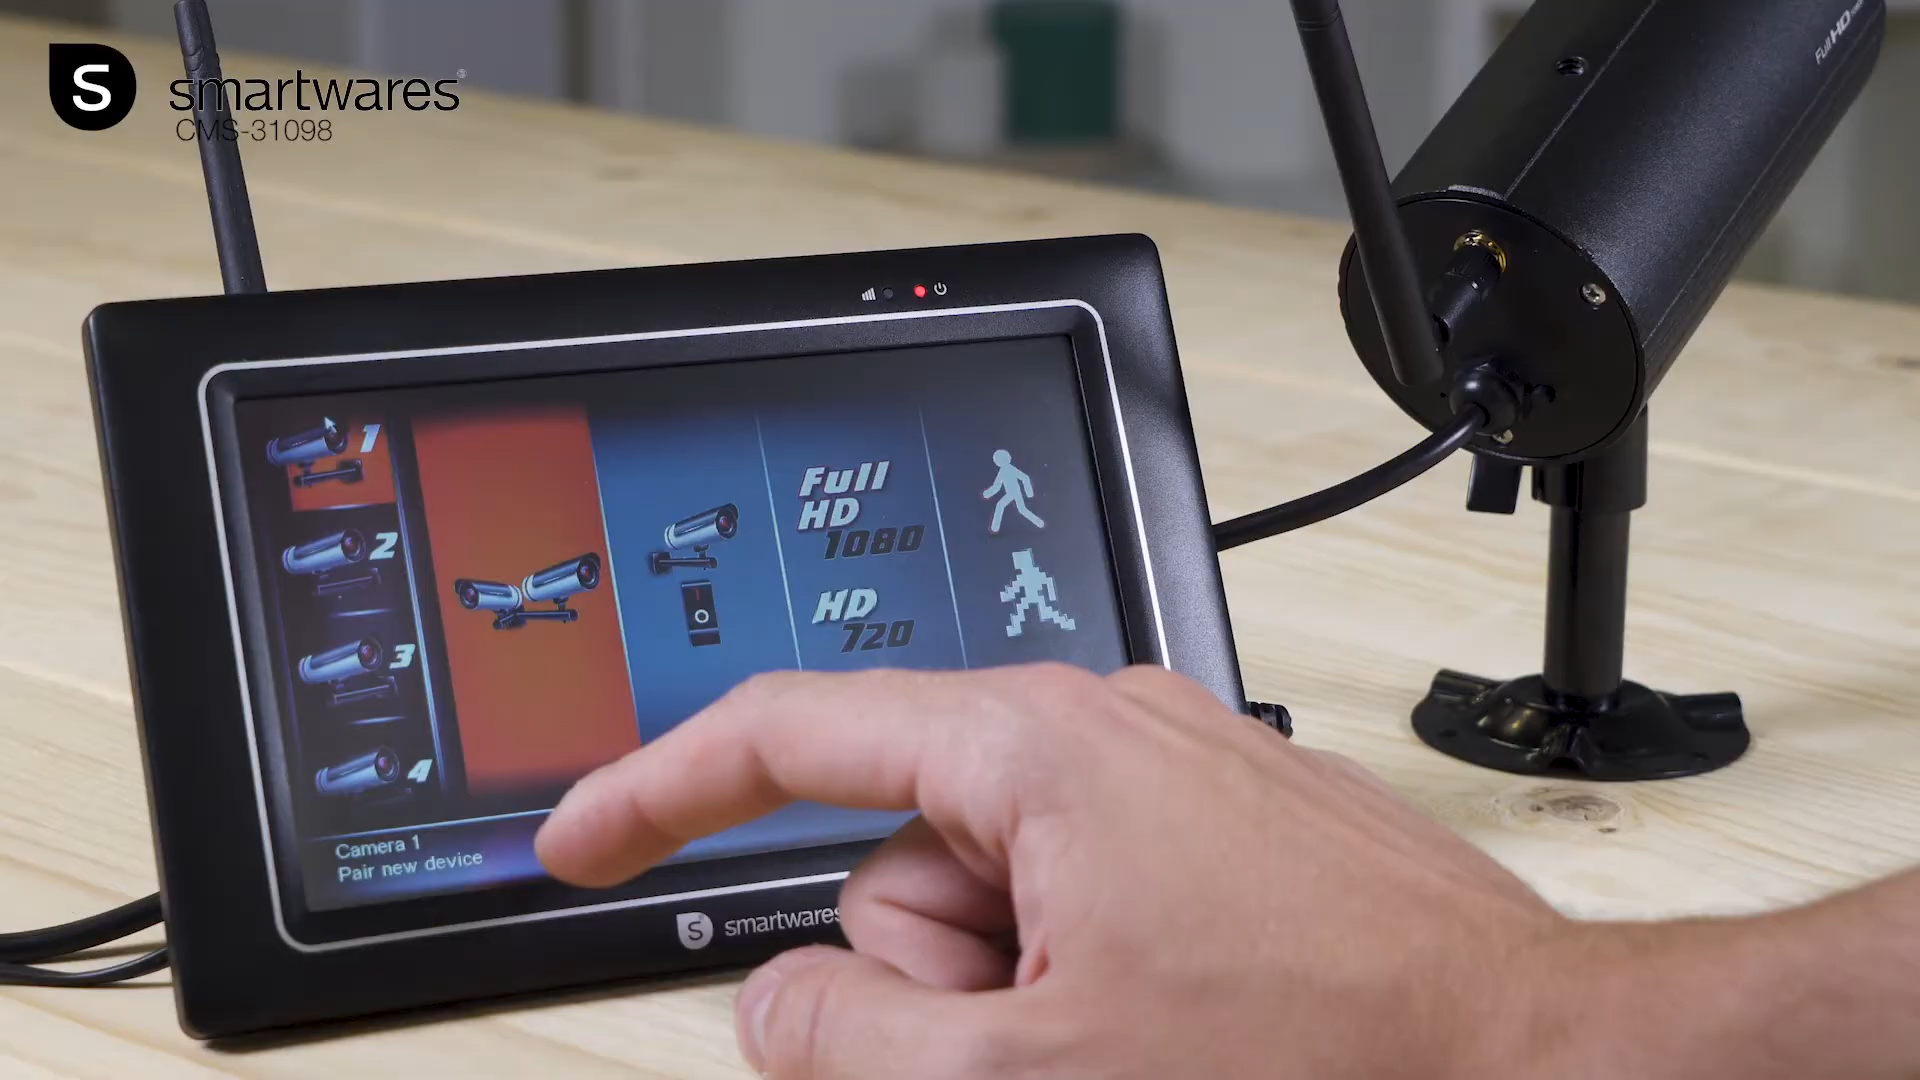 S smartwares®
CMS-31098
Full HD 1080p
1
2
3
4
Full
HD
1080
HD
720
Camera 1
Pair new device
S smartwares